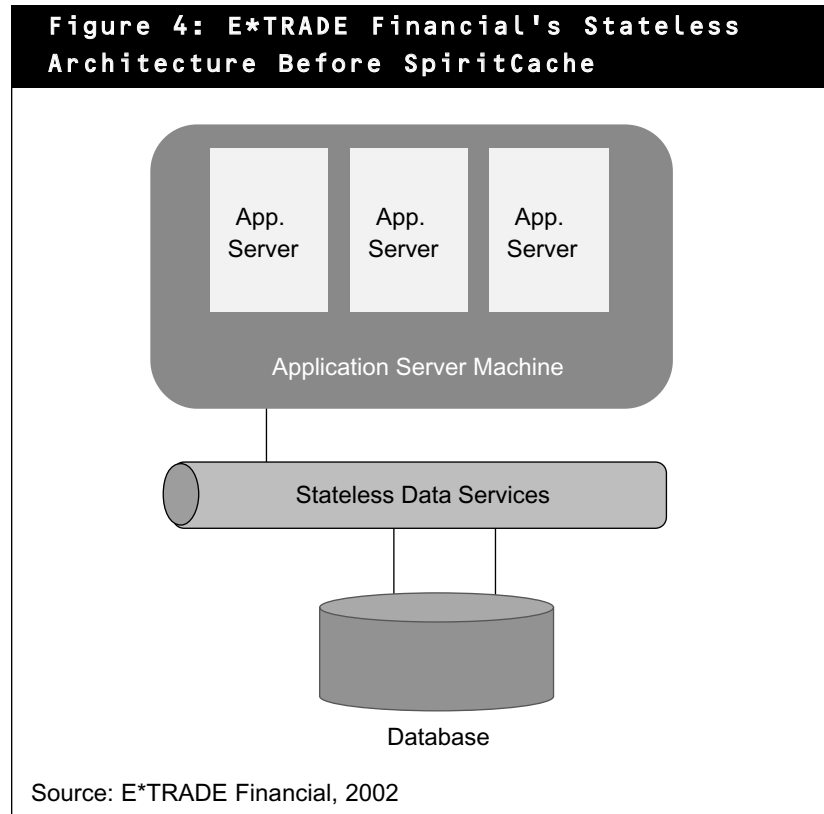 Figure 4: E*TRADE Financial's Stateless
Architecture Before SpiritCache
App.
Server
App.
Server
App.
Server
Application Server Machine
Stateless Data Services
Database
Source: E*TRADE Financial, 2002